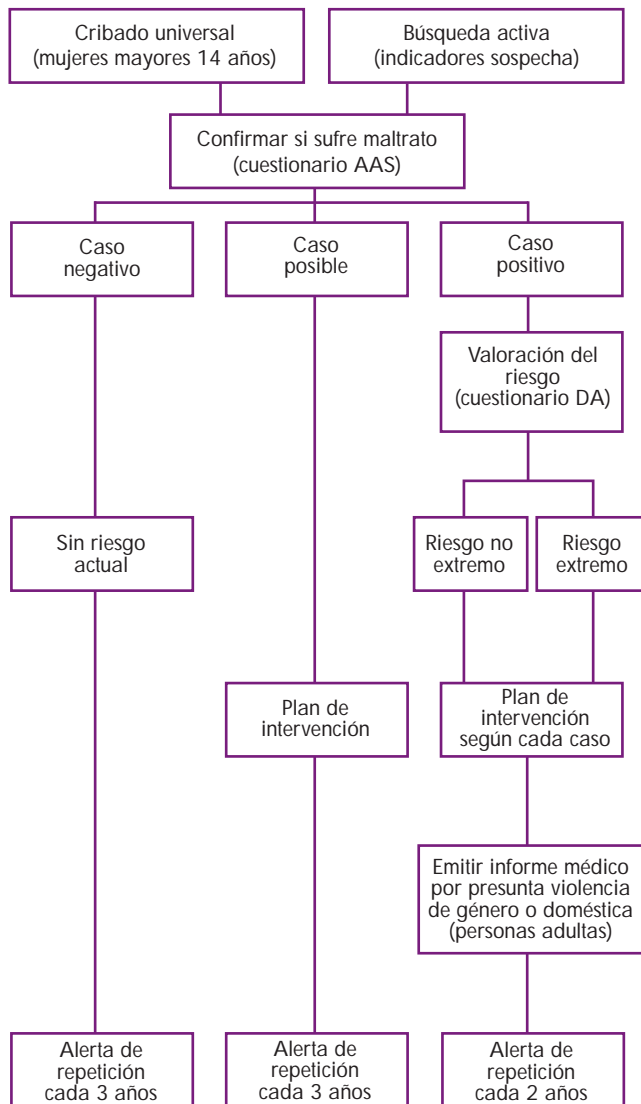 Cribado universal
(mujeres mayores 14 años)
Búsqueda activa
(indicadores sospecha)
Confirmar si sufre maltrato
(cuestionario AAS)
Caso
negativo
Caso
posible
Caso
positivo
Valoración del
riesgo
(cuestionario DA)
Sin riesgo
actual
Riesgo no
extremo
Riesgo
extremo
Plan de
intervención
Plan de
intervención
según cada caso
Emitir informe médico
por presunta violencia
de género o doméstica
(personas adultas)
Alerta de
repetición
cada 3 años
Alerta de
repetición
cada 3 años
Alerta de
repetición
cada 2 años